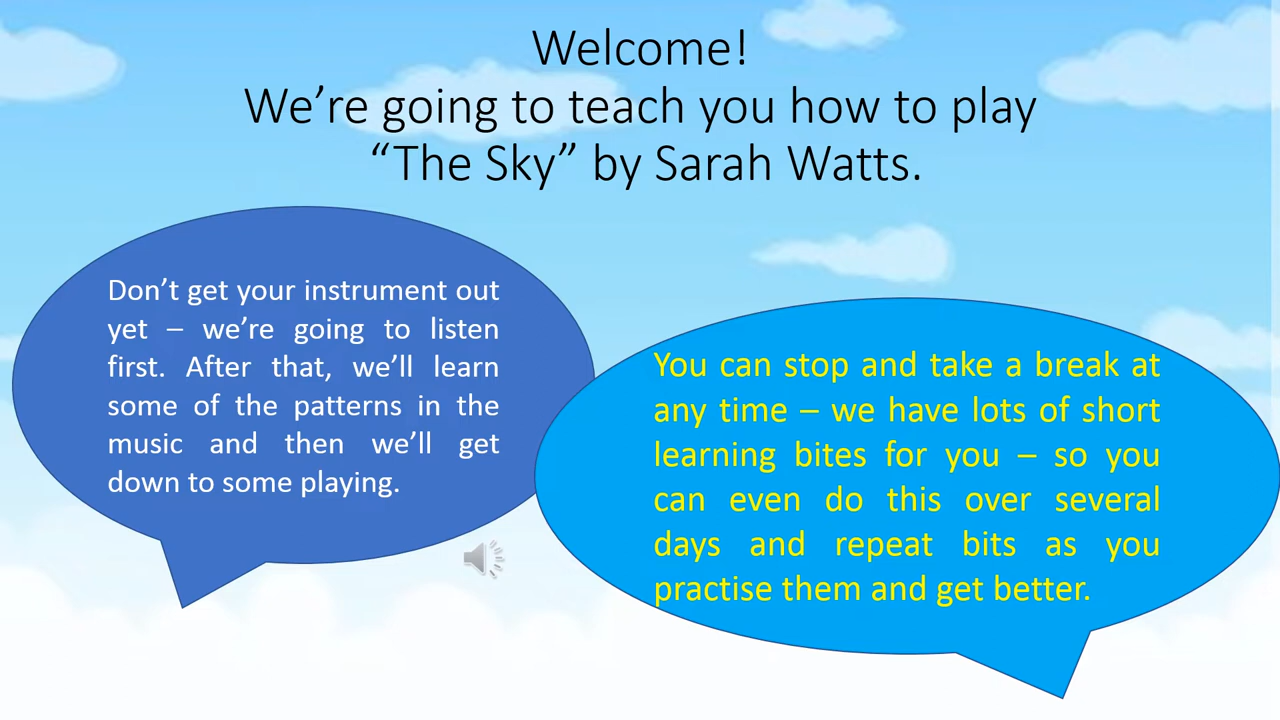 Welcome!
We’re going to teach you how to play
“The Sky” by Sarah Watts.
Don’t get your instrument out
yet – we’re going to listen
first. After that, we’ll learn
some of the patterns in the
music and then we’ll get
down to some playing.
You can stop and take a break at
any time – we have lots of short
learning bites for you – so you
can even do this over several
days and repeat bits as you
practise them and get better.